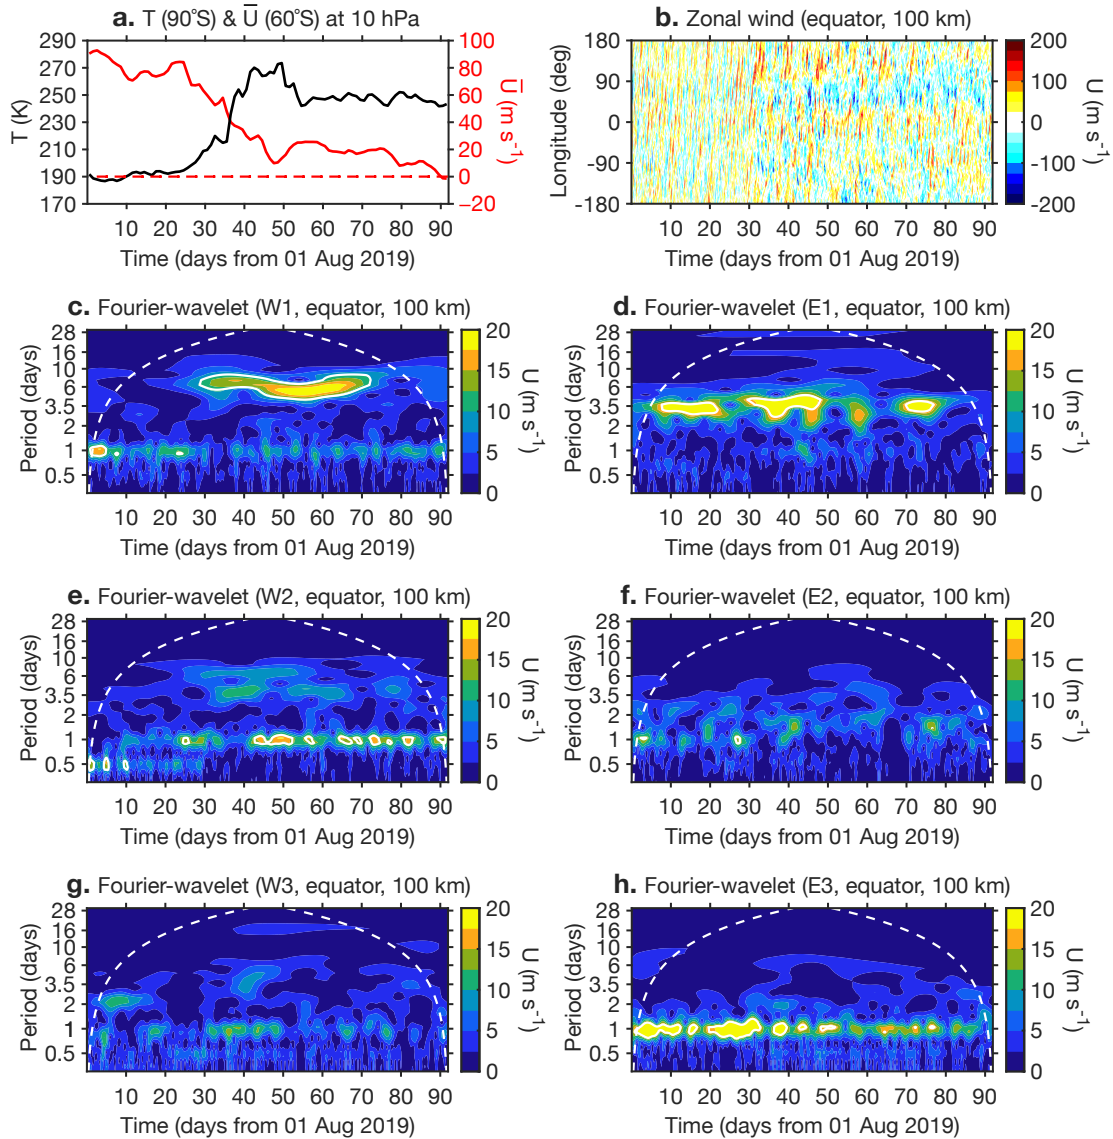 a. T (90°S) & U̅ (60°S) at 10 hPa
290
270
250
230
210
190
170
T (K)
100
80
60
40
20
0
−20
U̅ (m s⁻¹)
10 20 30 40 50 60 70 80 90
Time (days from 01 Aug 2019)
b. Zonal wind (equator, 100 km)
180
90
0
-90
-180
Longitude (deg)
200
100
0
-100
-200
U (m s⁻¹)
10 20 30 40 50 60 70 80 90
Time (days from 01 Aug 2019)
c. Fourier-wavelet (W1, equator, 100 km)
28
16
10
6
3.5
2
1
0.5
Period (days)
20
15
10
5
0
U (m s⁻¹)
10 20 30 40 50 60 70 80 90
Time (days from 01 Aug 2019)
d. Fourier-wavelet (E1, equator, 100 km)
28
16
10
6
3.5
2
1
0.5
Period (days)
20
15
10
5
0
U (m s⁻¹)
10 20 30 40 50 60 70 80 90
Time (days from 01 Aug 2019)
e. Fourier-wavelet (W2, equator, 100 km)
28
16
10
6
3.5
2
1
0.5
Period (days)
20
15
10
5
0
U (m s⁻¹)
10 20 30 40 50 60 70 80 90
Time (days from 01 Aug 2019)
f. Fourier-wavelet (E2, equator, 100 km)
28
16
10
6
3.5
2
1
0.5
Period (days)
20
15
10
5
0
U (m s⁻¹)
10 20 30 40 50 60 70 80 90
Time (days from 01 Aug 2019)
g. Fourier-wavelet (W3, equator, 100 km)
28
16
10
6
3.5
2
1
0.5
Period (days)
20
15
10
5
0
U (m s⁻¹)
10 20 30 40 50 60 70 80 90
Time (days from 01 Aug 2019)
h. Fourier-wavelet (E3, equator, 100 km)
28
16
10
6
3.5
2
1
0.5
Period (days)
20
15
10
5
0
U (m s⁻¹)
10 20 30 40 50 60 70 80 90
Time (days from 01 Aug 2019)